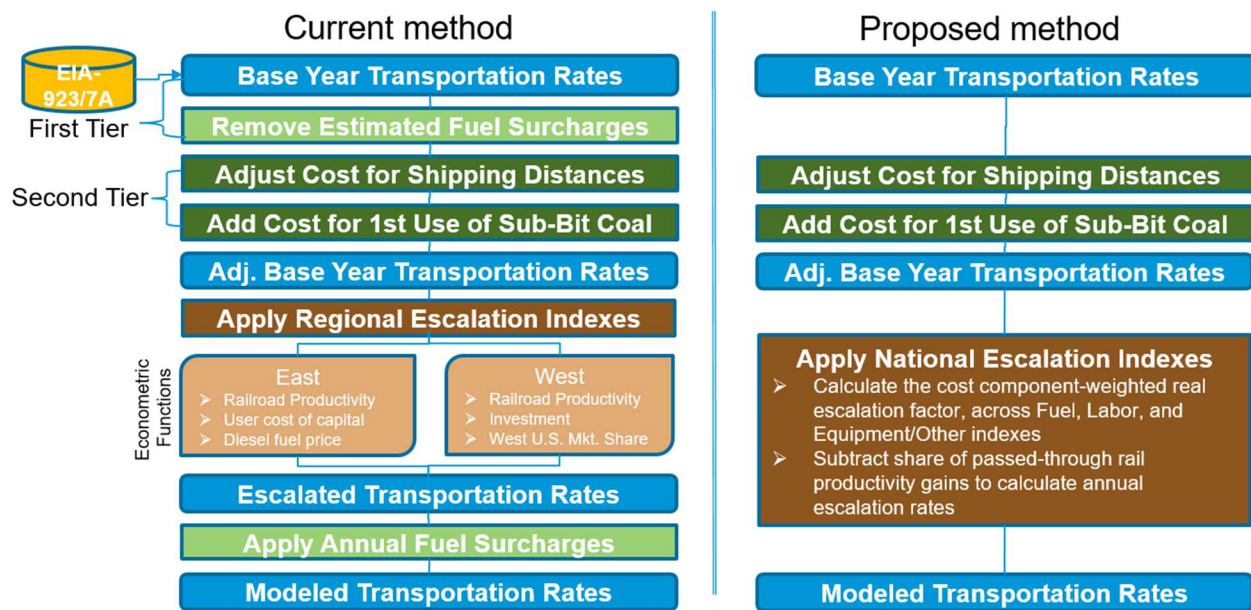 Current method
EIA-
923/7A
Base Year Transportation Rates
First Tier
Remove Estimated Fuel Surcharges
Adjust Cost for Shipping Distances
Second Tier
Add Cost for 1st Use of Sub-Bit Coal
Adj. Base Year Transportation Rates
Apply Regional Escalation Indexes
Econometric
Functions
East
➢ Railroad Productivity
➢ User cost of capital
➢ Diesel fuel price
West
➢ Railroad Productivity
➢ Investment
➢ West U.S. Mkt. Share
Escalated Transportation Rates
Apply Annual Fuel Surcharges
Modeled Transportation Rates
Proposed method
Base Year Transportation Rates
Adjust Cost for Shipping Distances
Add Cost for 1st Use of Sub-Bit Coal
Adj. Base Year Transportation Rates
Apply National Escalation Indexes
➢ Calculate the cost component-weighted real
escalation factor, across Fuel, Labor, and
Equipment/Other indexes
➢ Subtract share of passed-through rail
productivity gains to calculate annual
escalation rates
Modeled Transportation Rates